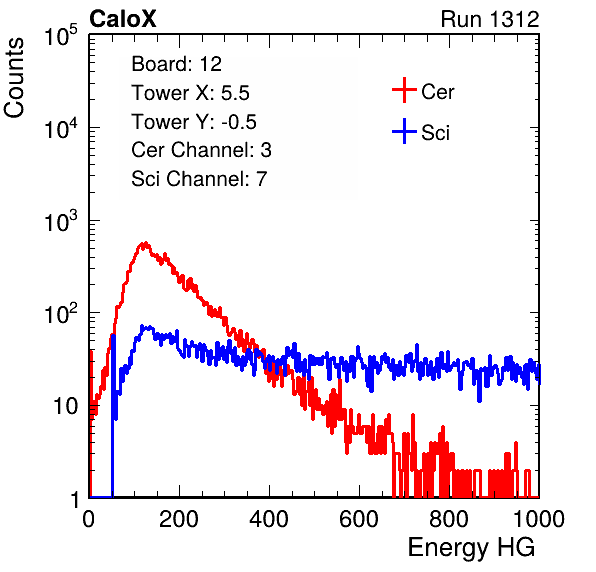 CaloX Run 1312
Counts
10^5
10^4
10^3
10^2
10
1
Board: 12
Tower X: 5.5
Tower Y: -0.5
Cer Channel: 3
Sci Channel: 7
Cer
Sci
0 200 400 600 800 1000
Energy HG